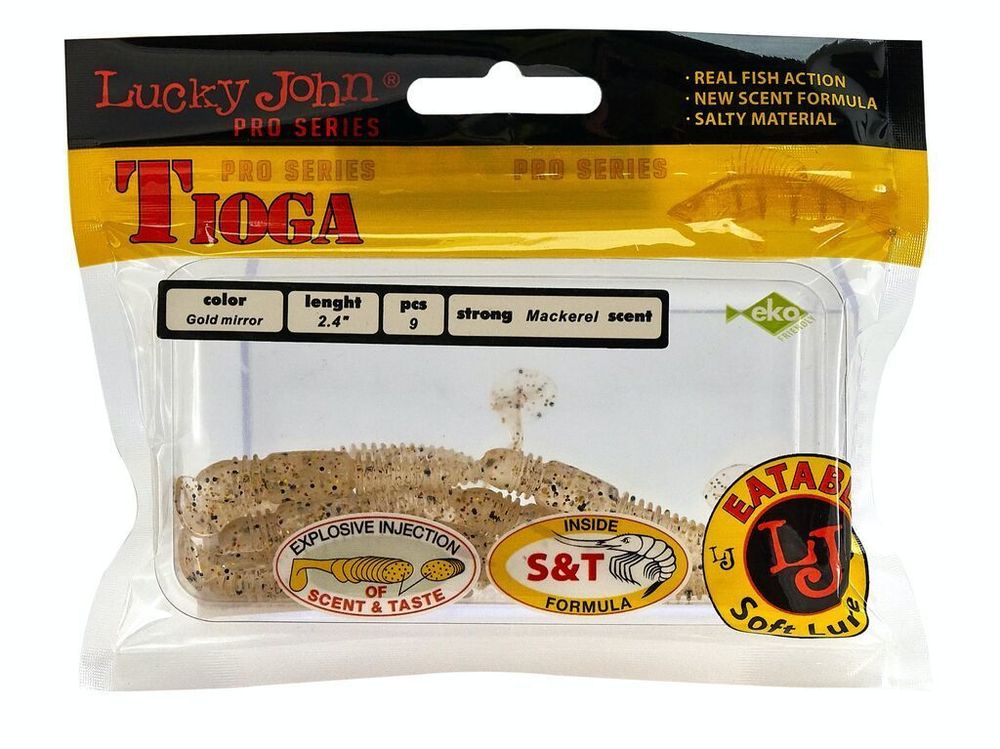 Lucky John®
PRO SERIES
· REAL FISH ACTION
· NEW SCENT FORMULA
· SALTY MATERIAL
PRO SERIES
PRO SERIES
TIOGA
color
Gold mirror
lenght
2.4"
pcs
9
strong Mackerel scent
eko
FRIENDLY
EXPLOSIVE INJECTION
OF
SCENT & TASTE
INSIDE
S&T
FORMULA
EATABL
LJ
LJ
Soft Lure